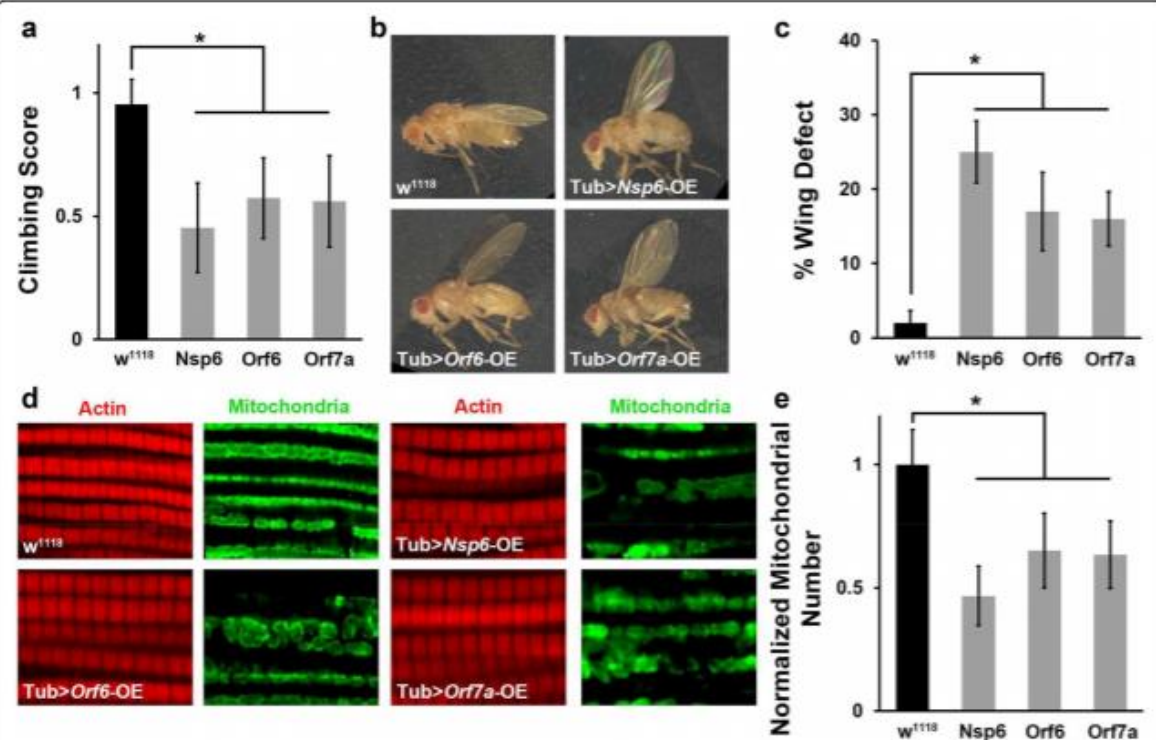 a
*
Climbing Score
1
0.5
0
w¹¹¹⁸ Nsp6 Orf6 Orf7a
b
w¹¹¹⁸
Tub>Nsp6-OE
Tub>Orf6-OE
Tub>Orf7a-OE
c
*
% Wing Defect
40
30
20
10
0
w¹¹¹⁸ Nsp6 Orf6 Orf7a
d
Actin Mitochondria Actin Mitochondria
w¹¹¹⁸
Tub>Nsp6-OE
Tub>Orf6-OE
Tub>Orf7a-OE
e
*
Normalized Mitochondrial
Number
1
0.5
0
w¹¹¹⁸ Nsp6 Orf6 Orf7a